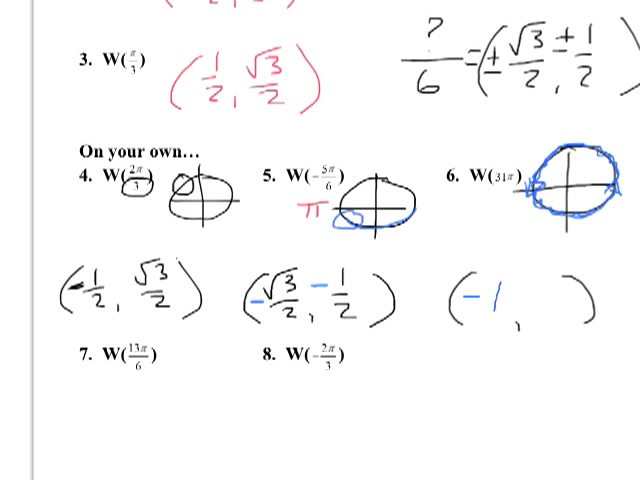 ? / 6 = (± √3/2, ± 1/2)
3. W(π/3) (1/2, √3/2)
On your own...
4. W(2π/3) 5. W(-5π/6) 6. W(31π)
π
(-1/2, √3/2) (-√3/2, -1/2) (-1, )
7. W(13π/6) 8. W(-2π/3)